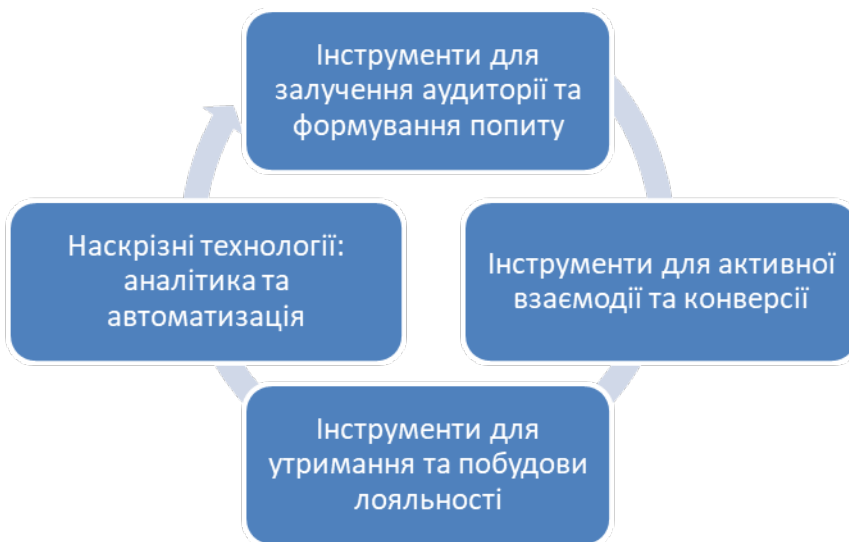 Інструменти для
залучення аудиторії та
формування попиту
Інструменти для активної
взаємодії та конверсії
Інструменти для
утримання та побудови
лояльності
Наскрізні технології:
аналітика та
автоматизація